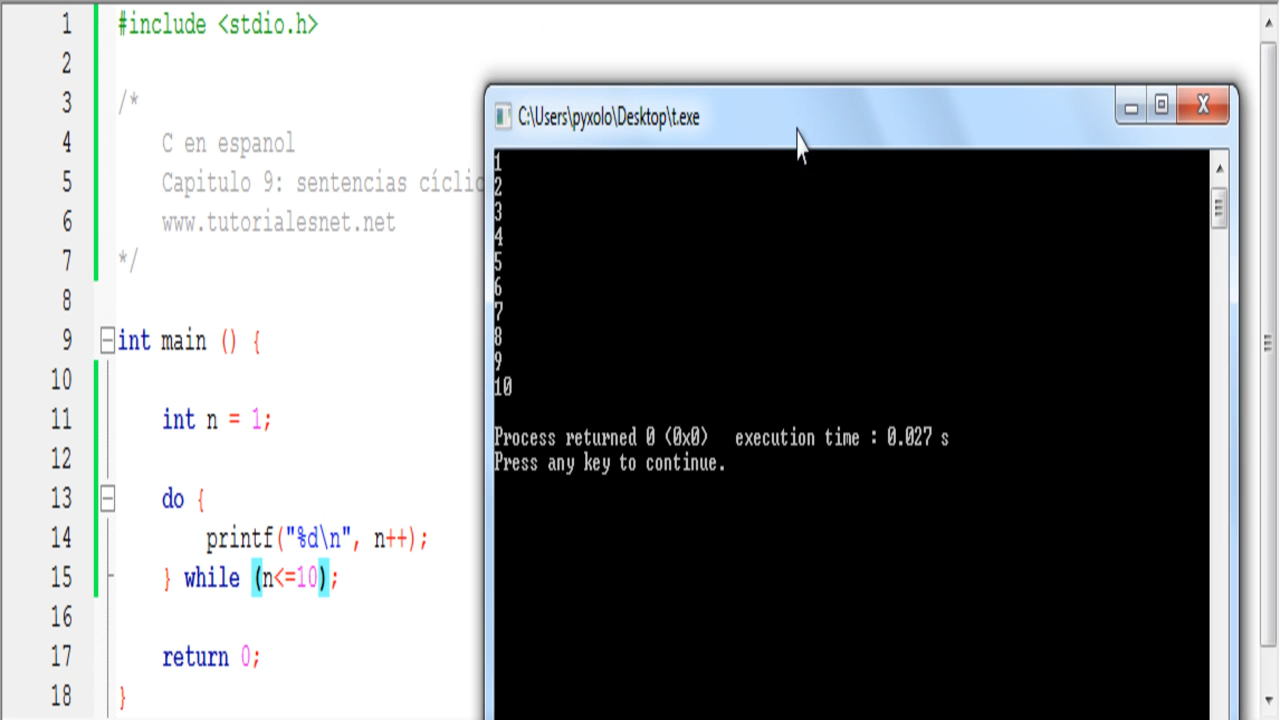 1 #include <stdio.h>
2
3 /*
4 C en espanol
5 Capitulo 9: sentencias
6 www.tutorialesnet.net
7 */
8
9 int main () {
10
11 int n = 1;
12
13 do {
14 printf("%d\n", n++);
15 } while (n<=10);
16
17 return 0;
18 }
C:\Users\pyxolo\Desktop\t.exe
1
2
3
4
5
6
7
8
9
10
Process returned 0 (0x0) execution time : 0.027 s
Press any key to continue.